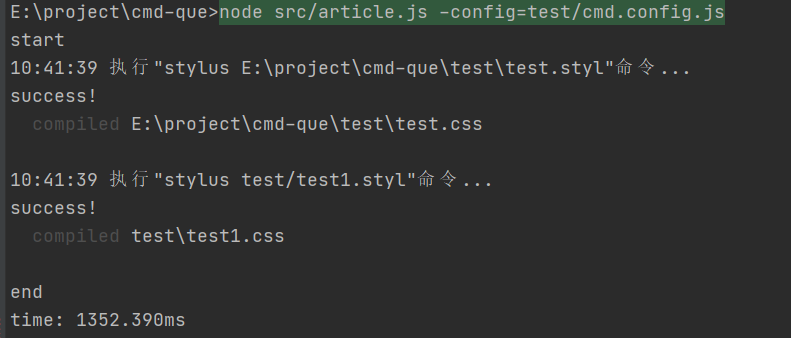 E:\project\cmd-que>node src/article.js -config=test/cmd.config.js
start
10:41:39 执行"stylus E:\project\cmd-que\test\test.styl"命令...
success!
compiled E:\project\cmd-que\test\test.css
10:41:39 执行"stylus test/test1.styl"命令...
success!
compiled test\test1.css
end
time: 1352.390ms